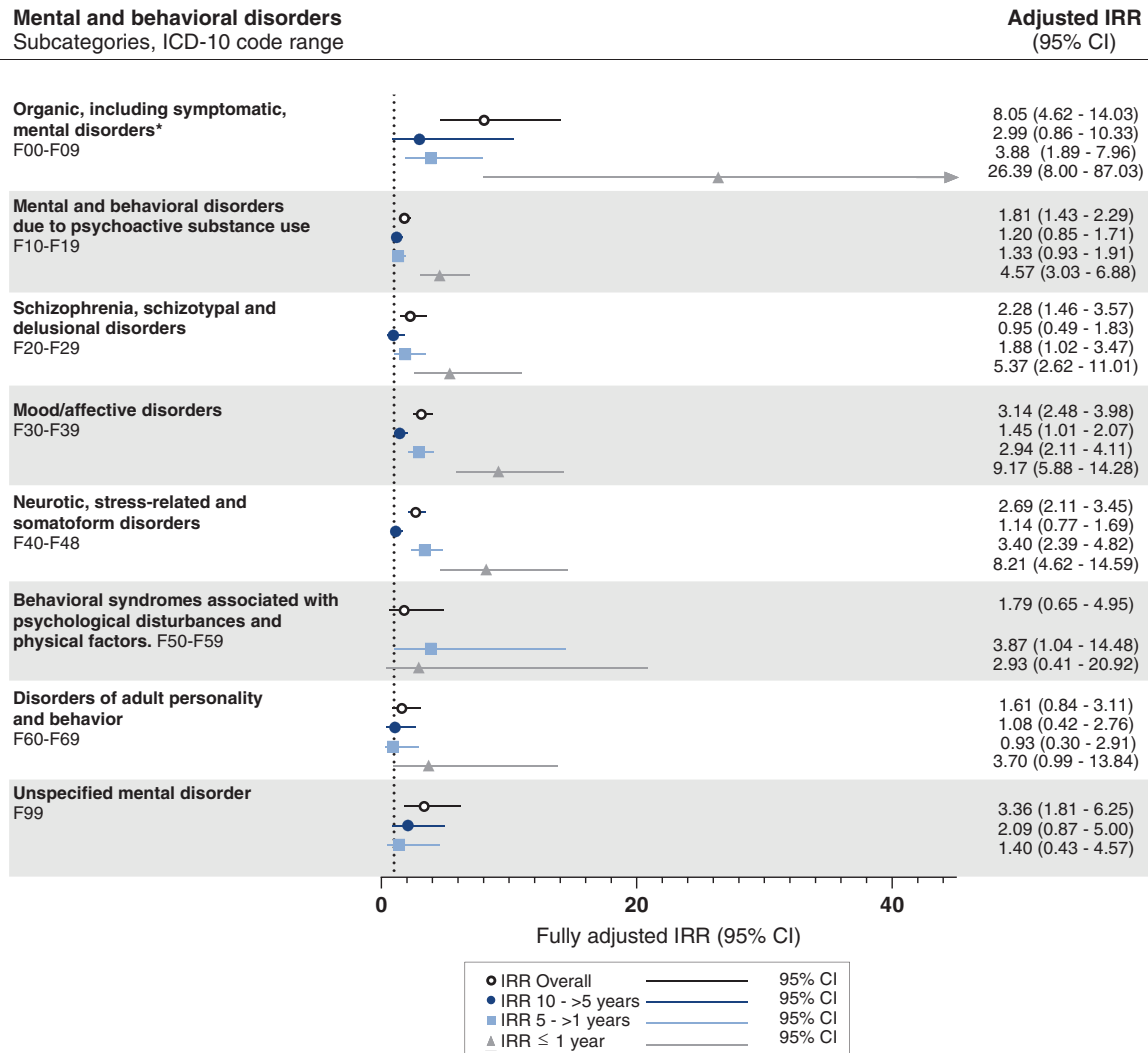 Mental and behavioral disorders
Subcategories, ICD-10 code range
Adjusted IRR
(95% CI)
Organic, including symptomatic,
mental disorders*
F00-F09
8.05 (4.62 - 14.03)
2.99 (0.86 - 10.33)
3.88 (1.89 - 7.96)
26.39 (8.00 - 87.03)
Mental and behavioral disorders
due to psychoactive substance use
F10-F19
1.81 (1.43 - 2.29)
1.20 (0.85 - 1.71)
1.33 (0.93 - 1.91)
4.57 (3.03 - 6.88)
Schizophrenia, schizotypal and
delusional disorders
F20-F29
2.28 (1.46 - 3.57)
0.95 (0.49 - 1.83)
1.88 (1.02 - 3.47)
5.37 (2.62 - 11.01)
Mood/affective disorders
F30-F39
3.14 (2.48 - 3.98)
1.45 (1.01 - 2.07)
2.94 (2.11 - 4.11)
9.17 (5.88 - 14.28)
Neurotic, stress-related and
somatoform disorders
F40-F48
2.69 (2.11 - 3.45)
1.14 (0.77 - 1.69)
3.40 (2.39 - 4.82)
8.21 (4.62 - 14.59)
Behavioral syndromes associated with
psychological disturbances and
physical factors. F50-F59
1.79 (0.65 - 4.95)
3.87 (1.04 - 14.48)
2.93 (0.41 - 20.92)
Disorders of adult personality
and behavior
F60-F69
1.61 (0.84 - 3.11)
1.08 (0.42 - 2.76)
0.93 (0.30 - 2.91)
3.70 (0.99 - 13.84)
Unspecified mental disorder
F99
3.36 (1.81 - 6.25)
2.09 (0.87 - 5.00)
1.40 (0.43 - 4.57)
0 20 40
Fully adjusted IRR (95% CI)
IRR Overall 95% CI
IRR 10 - >5 years 95% CI
IRR 5 - >1 years 95% CI
IRR ≤ 1 year 95% CI